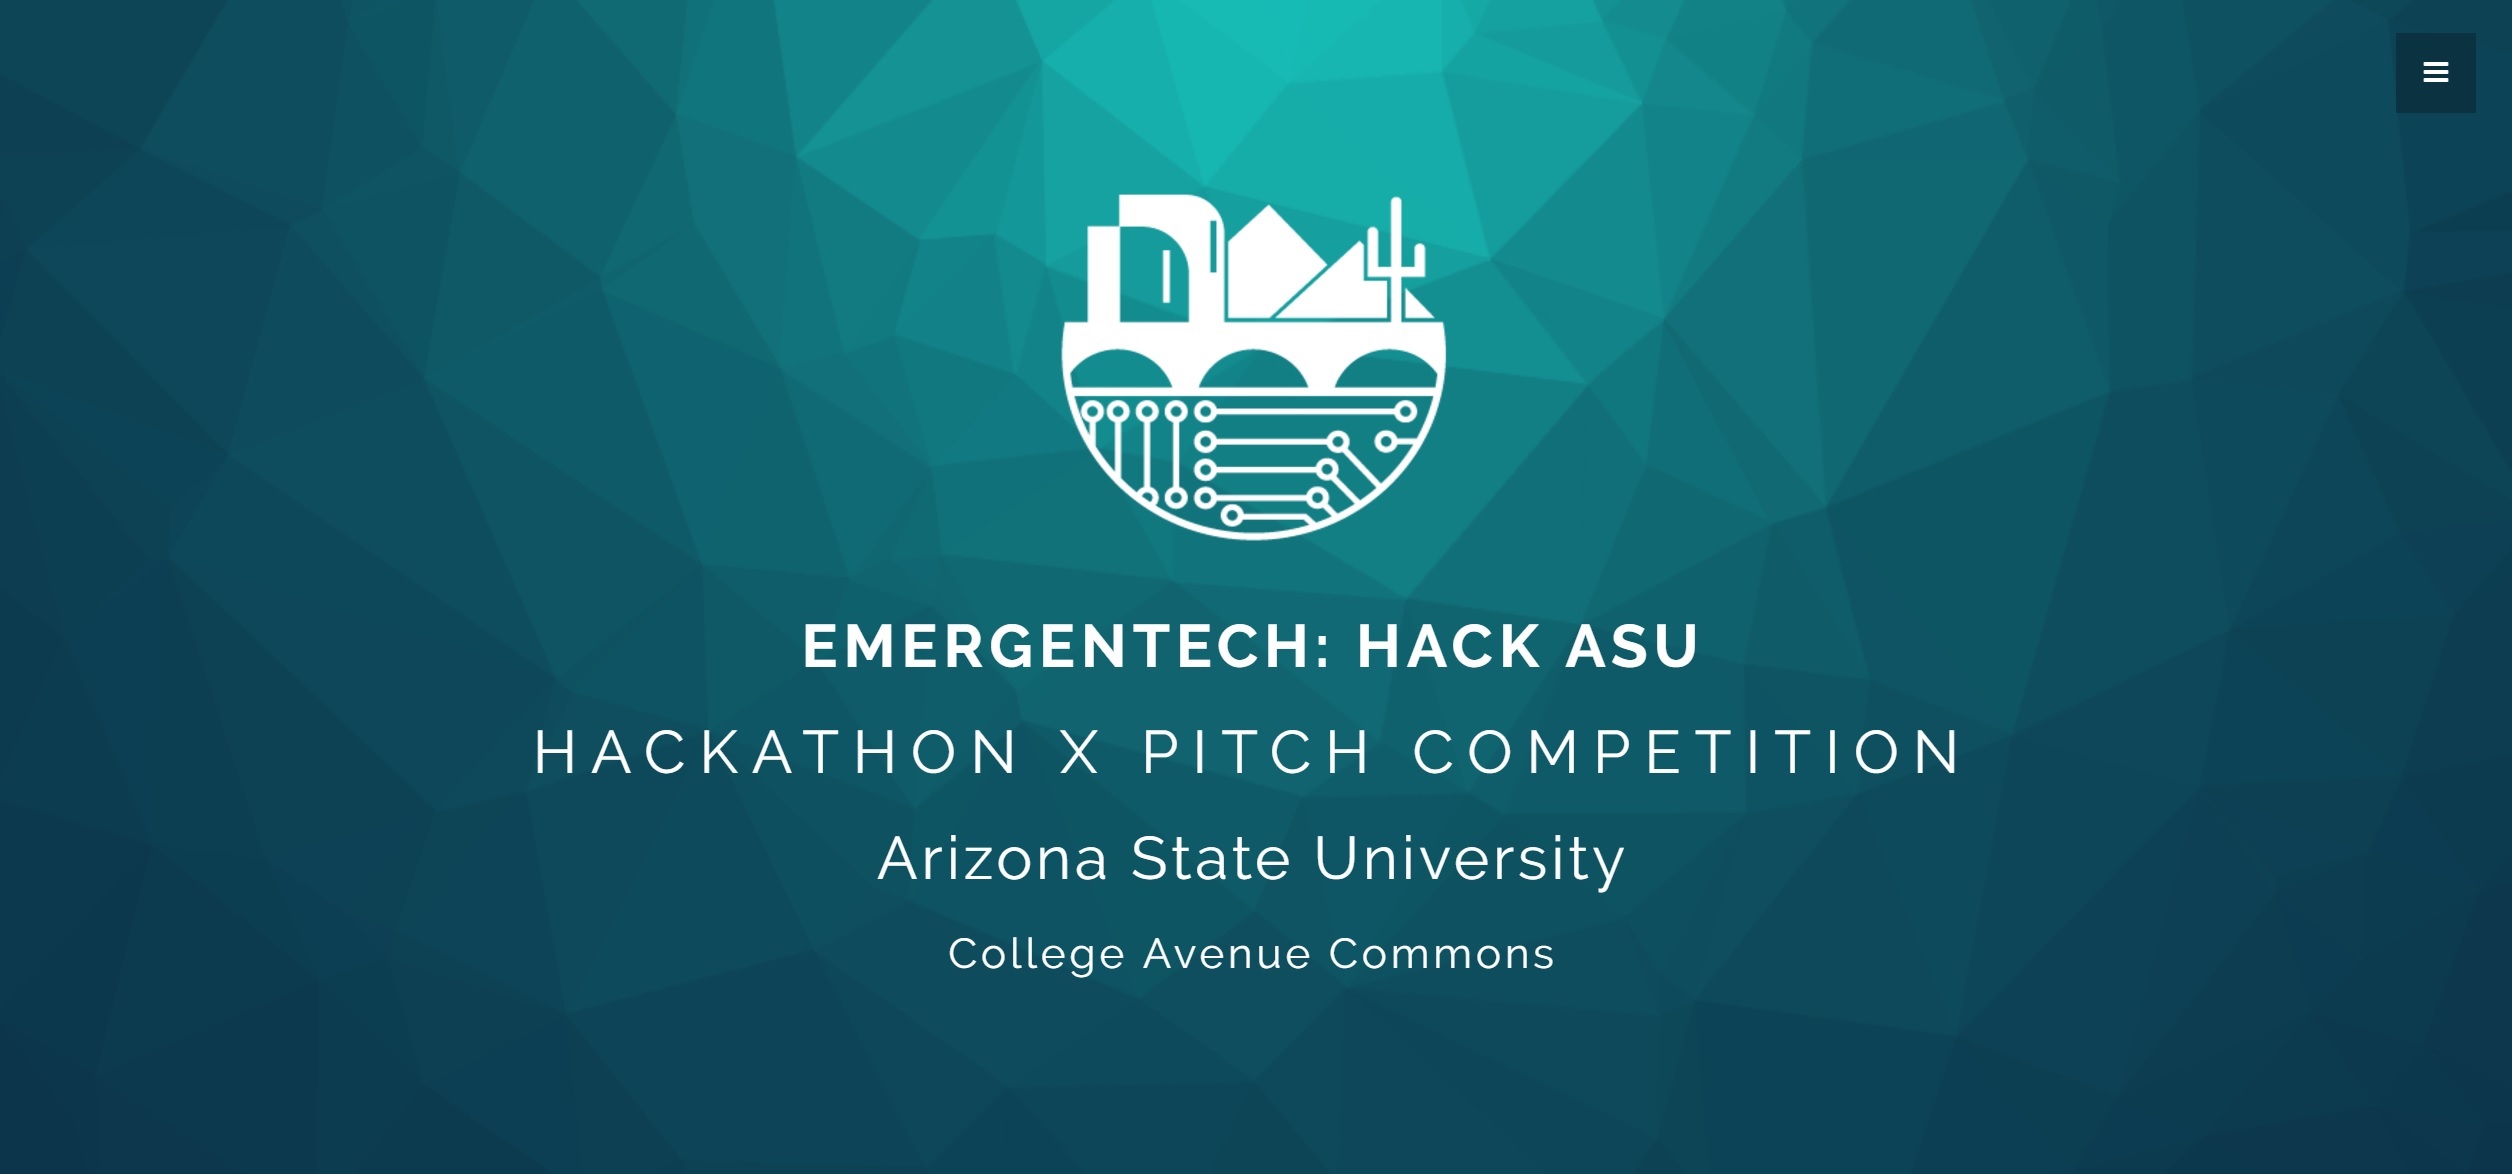 EMERGENTECH: HACK ASU
HACKATHON X PITCH COMPETITION
Arizona State University
College Avenue Commons